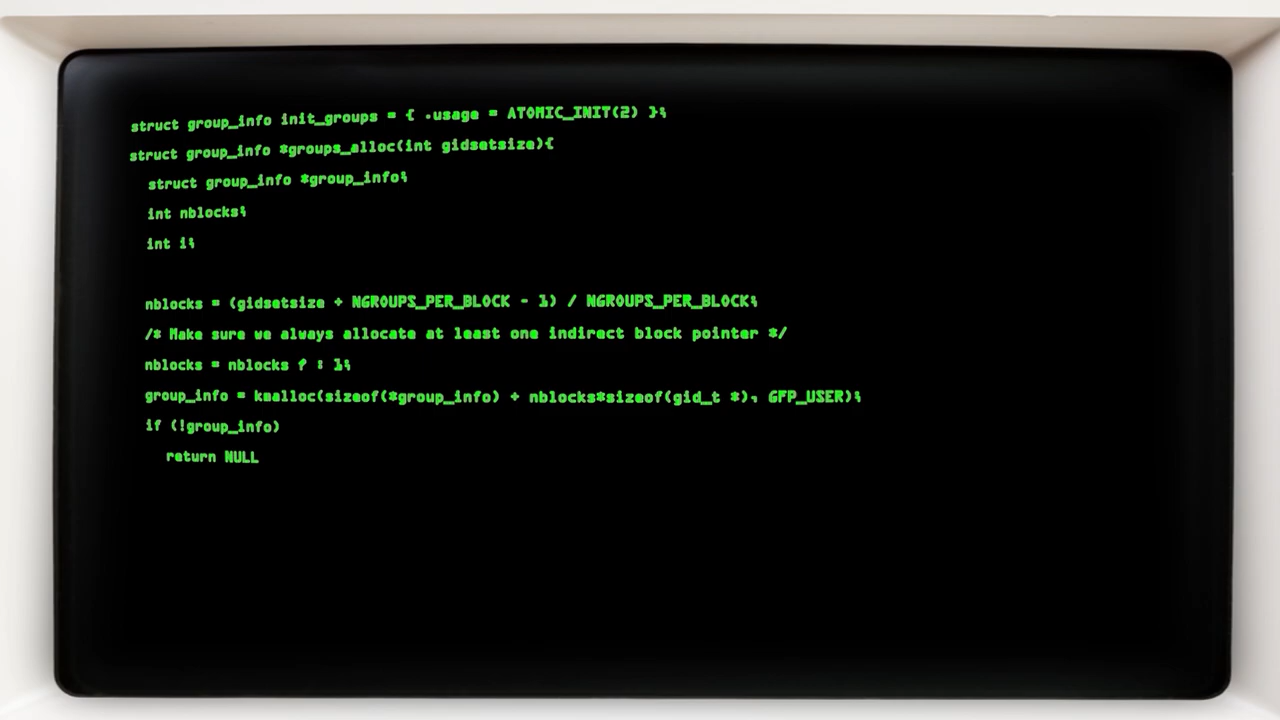 struct group_info init_groups = { .usage = ATOMIC_INIT(2) };
struct group_info *groups_alloc(int gidsetsize){
struct group_info *group_info;
int nblocks;
int i;
nblocks = (gidsetsize + NGROUPS_PER_BLOCK - 1) / NGROUPS_PER_BLOCK;
/* Make sure we always allocate at least one indirect block pointer */
nblocks = nblocks ? : 1;
group_info = kmalloc(sizeof(*group_info) + nblocks*sizeof(gid_t *), GFP_USER);
if (!group_info)
return NULL